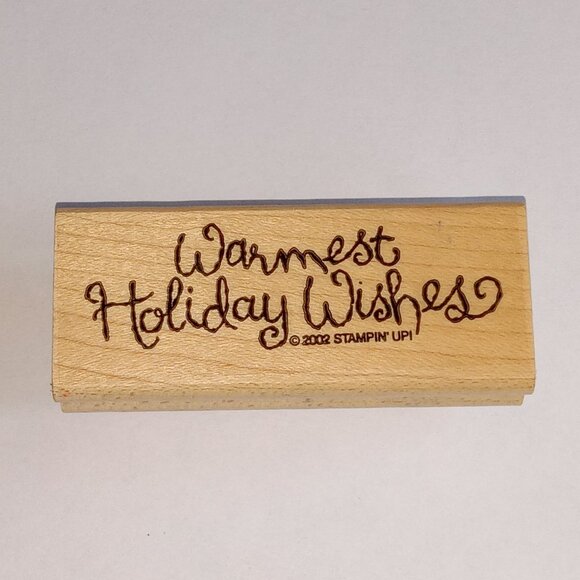 Warmest
Holiday Wishes
© 2002 STAMPIN' UP!